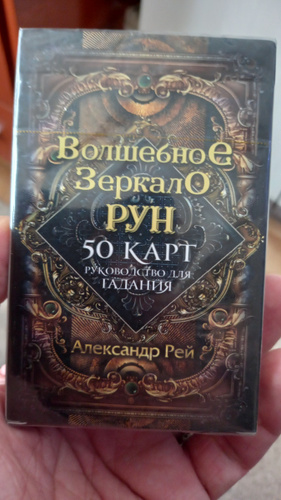 Волшебное
Зеркало
Рун
50 карт
руководство для
гадания
Александр Рей